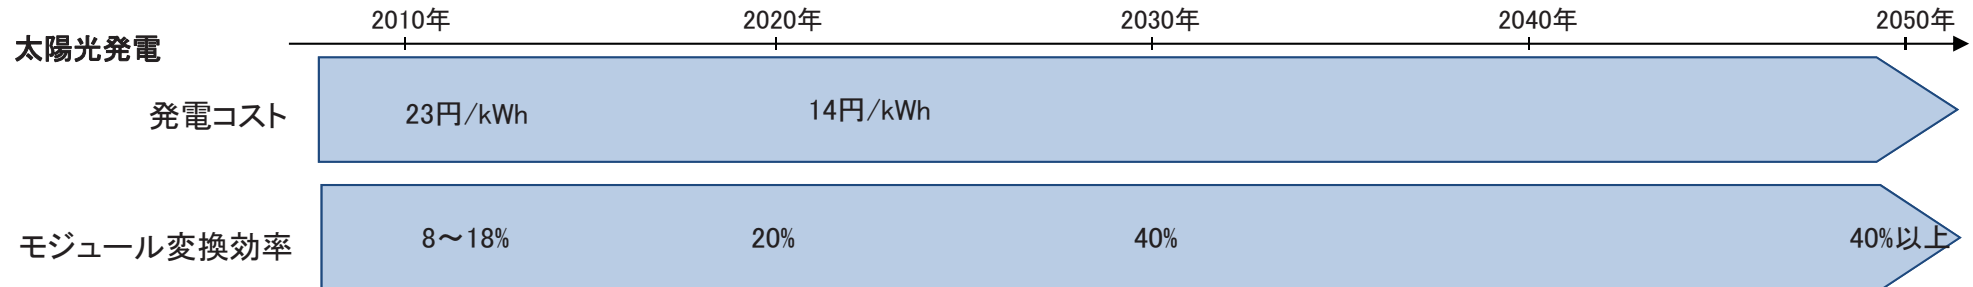 2010年 2020年 2030年 2040年 2050年
太陽光発電
発電コスト 23円/kWh 14円/kWh
モジュール変換効率 8～18% 20% 40% 40%以上